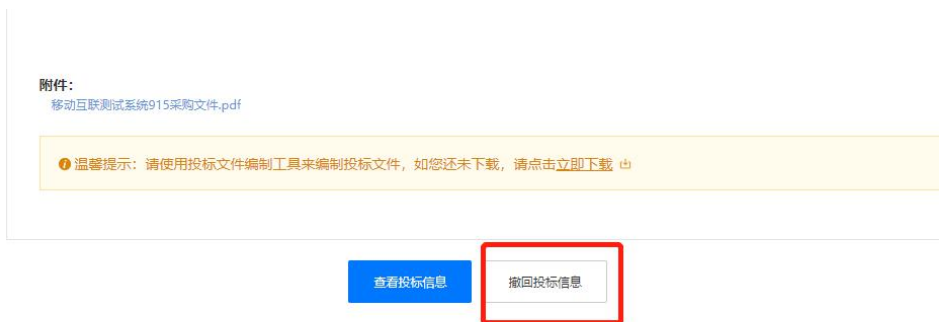 附件：
移动互联测试系统915采购文件.pdf
温馨提示：请使用投标文件编制工具来编制投标文件，如您还未下载，请点击立即下载
查看投标信息
撤回投标信息